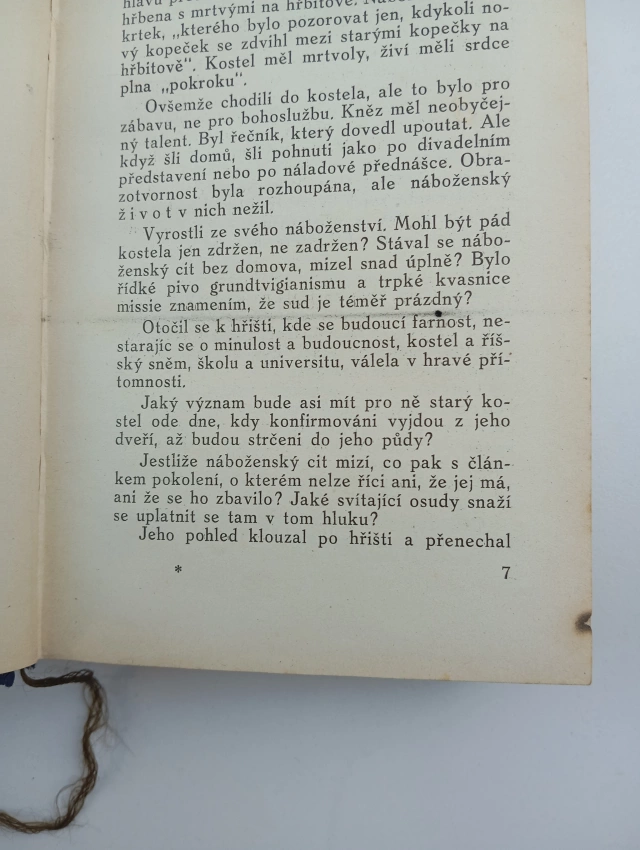 hřbena s mrtvými na hřbitově.
krtek, „kterého bylo pozorovat jen, kdykoli no-
vý kopeček se zdvihl mezi starými kopečky na
hřbitově". Kostel měl mrtvoly, živí měli srdce
plna „pokroku".
Ovšemže chodili do kostela, ale to bylo pro
zábavu, ne pro bohoslužbu. Kněz měl neobyčej-
ný talent. Byl řečník, který dovedl upoutat. Ale
když šli domů, šli pohnuti jako po divadelním
představení nebo po náladové přednášce. Obra-
zotvornost byla rozhoupána, ale náboženský
život v nich nežil.
Vyrostli ze svého náboženství. Mohl být pád
kostela jen zdržen, ne zadržen? Stával se nábo-
ženský cit bez domova, mizel snad úplně? Bylo
řídké pivo grundtvigianismu a trpké kvasnice
missie znamením, že sud je téměř prázdný?
Otočil se k hřišti, kde se budoucí farnost, ne-
starajíc se o minulost a budoucnost, kostel a říš-
ský sněm, školu a universitu, válela v hravé pří-
tomnosti.
Jaký význam bude asi mít pro ně starý ko-
stel ode dne, kdy konfirmováni vyjdou z jeho
dveří, až budou strčeni do jeho půdy?
Jestliže náboženský cit mizí, co pak s člán-
kem pokolení, o kterém nelze říci ani, že jej má,
ani že se ho zbavilo? Jaké svítající osudy snaží
se uplatnit se tam v tom hluku?
Jeho pohled klouzal po hřišti a přenechal
* 7